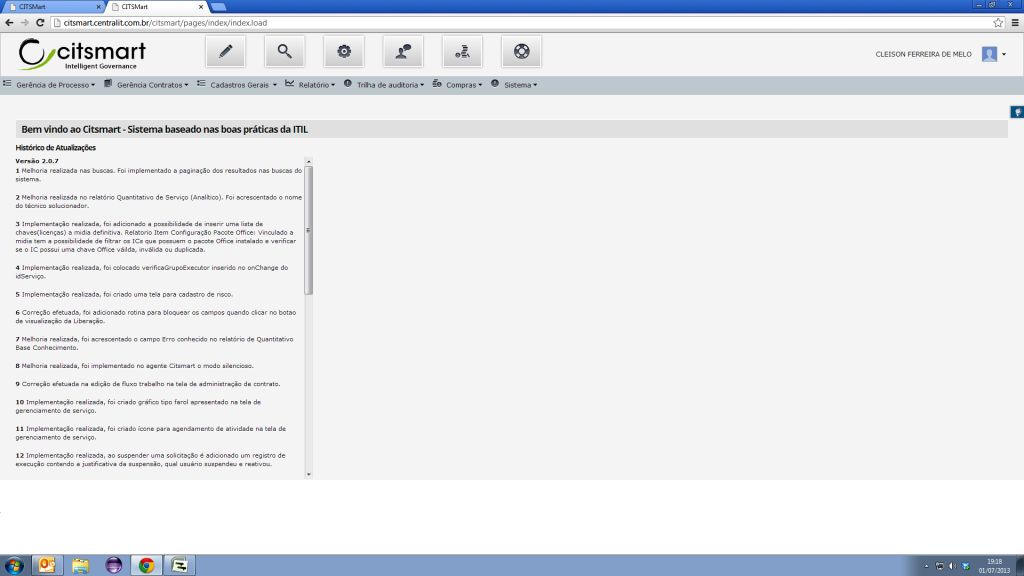 CITSMart
CITSMart
citsmart.centralit.com.br/citsmart/pages/index/index.load
citsmart
Intelligent Governance
CLEISON FERREIRA DE MELO
Gerência de Processo
Gerência Contratos
Cadastros Gerais
Relatório
Trilha de auditoria
Compras
Sistema
Bem vindo ao Citsmart - Sistema baseado nas boas práticas da ITIL
Histórico de Atualizações
Versão 2.0.7
1 Melhoria realizada nas buscas. Foi implementado a paginação dos resultados nas buscas do
sistema.
2 Melhoria realizada no relatório Quantitativo de Serviço (Analítico). Foi acrescentado o nome
do técnico solucionador.
3 Implementação realizada, foi adicionado a possibilidade de inserir uma lista de
chaves(licenças) a midia definitiva. Relatorio Item Configuração Pacote Office: Vinculado a
midia tem a possibilidade de filtrar os ICs que possuem o pacote Office instalado e verificar
se o IC possui uma chave Office válida, inválida ou duplicada.
4 Implementação realizada, foi colocado verificaGrupoExecutor inserido no onChange do
idServiço.
5 Implementação realizada, foi criado uma tela para cadastro de risco.
6 Correção efetuada, foi adicionado rotina para bloquear os campos quando clicar no botao
de visualização da Liberação.
7 Melhoria realizada, foi acrescentado o campo Erro conhecido no relatório de Quantitativo
Base Conhecimento.
8 Melhoria realizada, foi implementado no agente Citsmart o modo silencioso.
9 Correção efetuada na edição de fluxo trabalho na tela de administração de contrato.
10 Implementação realizada, foi criado gráfico tipo farol apresentado na tela de
gerenciamento de serviço.
11 Implementação realizada, foi criado ícone para agendamento de atividade na tela de
gerenciamento de serviço.
12 Implementação realizada, ao suspender uma solicitação é adicionado um registro de
execução contendo a justificativa da suspensão, qual usuário suspendeu e reativou.
19:18
01/07/2013